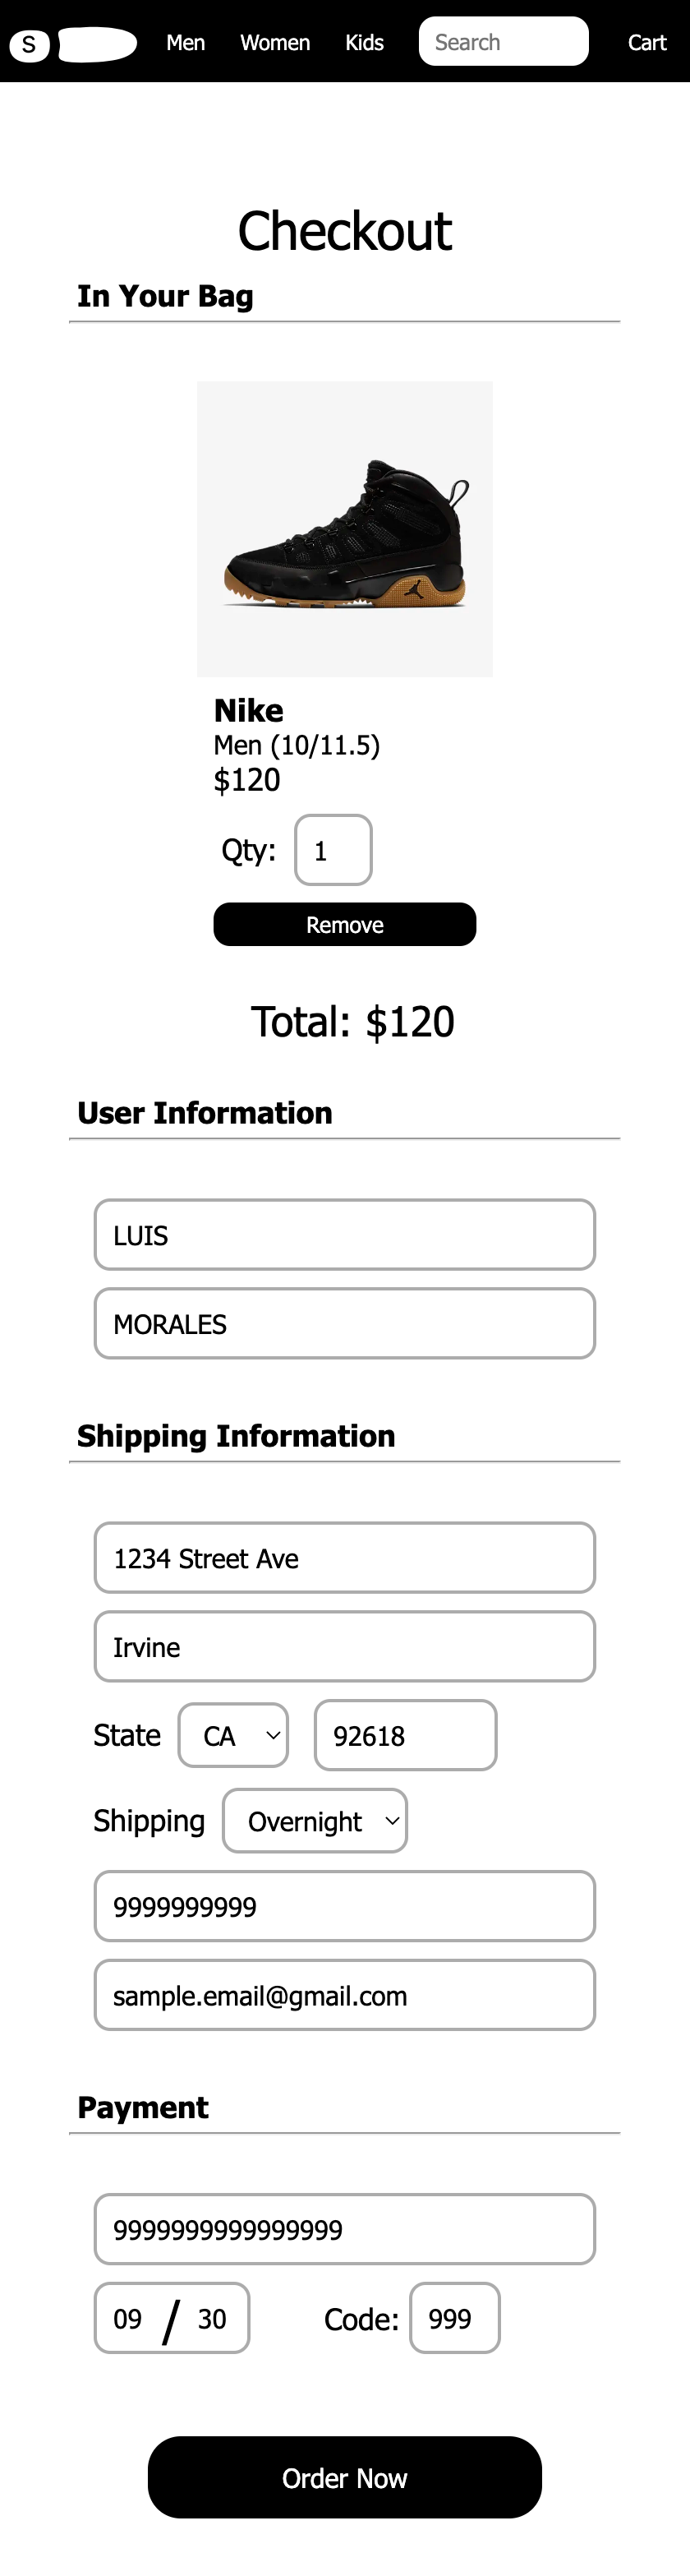 S
Men Women Kids Search Cart
Checkout
In Your Bag
Nike
Men (10/11.5)
$120
Qty: 1
Remove
Total: $120
User Information
LUIS
MORALES
Shipping Information
1234 Street Ave
Irvine
State CA 92618
Shipping Overnight
9999999999
sample.email@gmail.com
Payment
9999999999999999
09 / 30 Code: 999
Order Now